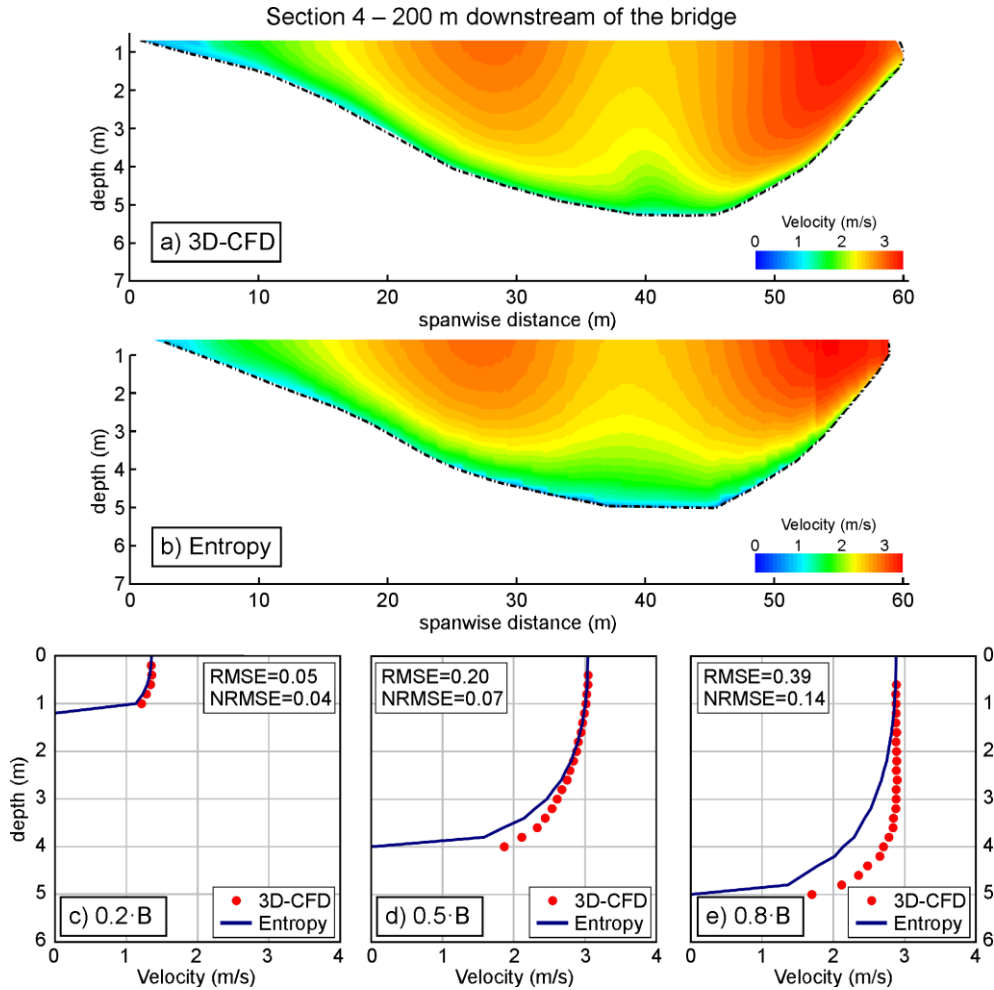 Section 4 – 200 m downstream of the bridge
1
2
3
4
5
6
7
depth (m)
a) 3D-CFD
Velocity (m/s)
0 1 2 3
0 10 20 30 40 50 60
spanwise distance (m)
1
2
3
4
5
6
7
depth (m)
b) Entropy
Velocity (m/s)
0 1 2 3
0 10 20 30 40 50 60
spanwise distance (m)
0
1
2
3
4
5
6
depth (m)
RMSE=0.05
NRMSE=0.04
c) 0.2·B
3D-CFD
Entropy
0 1 2 3 4
Velocity (m/s)
RMSE=0.20
NRMSE=0.07
d) 0.5·B
3D-CFD
Entropy
0 1 2 3 4
Velocity (m/s)
RMSE=0.39
NRMSE=0.14
e) 0.8·B
3D-CFD
Entropy
0 1 2 3 4
Velocity (m/s)
0
1
2
3
4
5
6